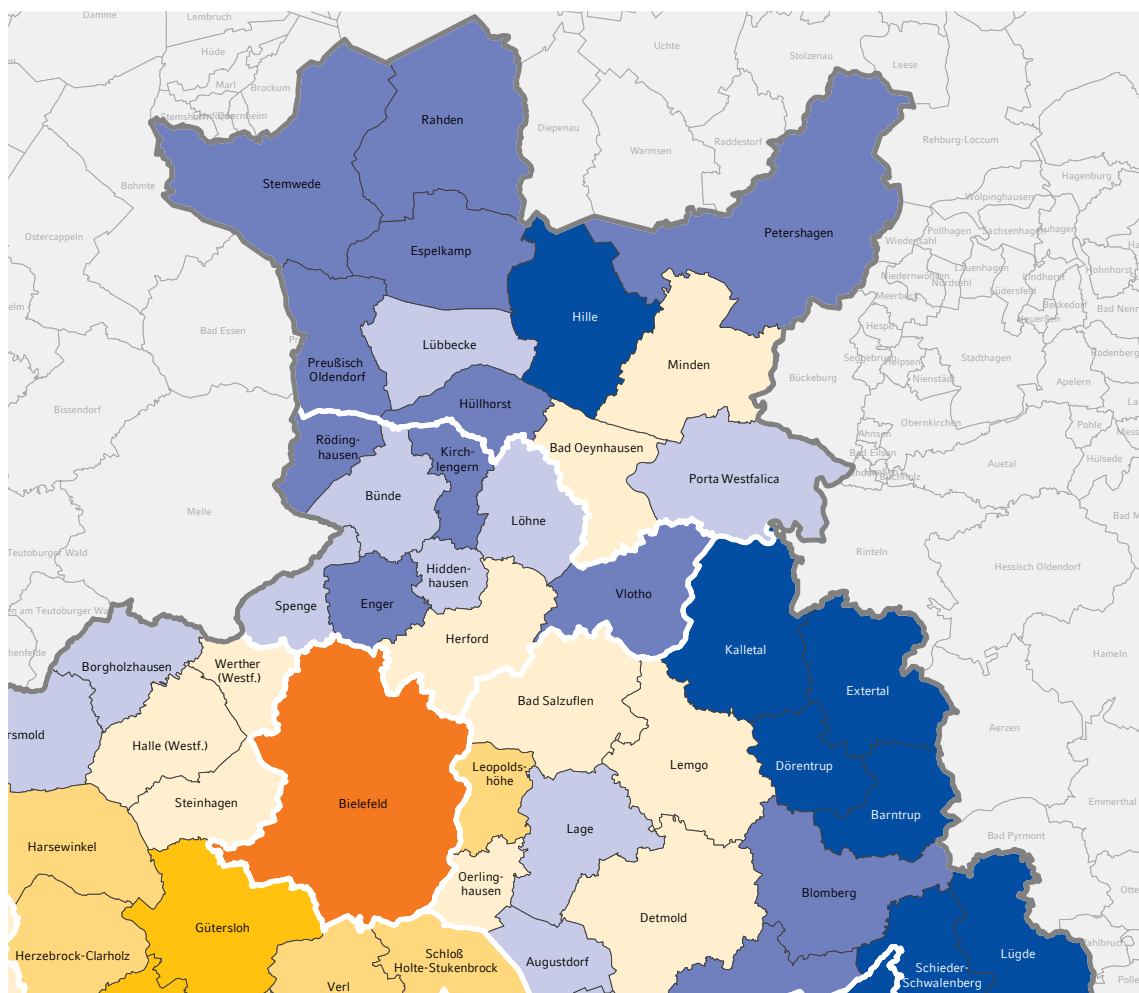 Damme
Lembruch
Hüde
Marl
Brockum
Uchte
Stolzenau
Leese
Diepenau
Warmsen
Raddestorf
Rehburg-Loccum
Hagenburg
Wölpinghausen
Pollhagen
Sachsenhagen
Wiedensahl
Rahden
Stemwede
Bohmte
Ostercappeln
Espelkamp
Petershagen
Niedernwöhren
Lauenhagen
Nordsehl
Lindhorst
Lüdersfeld
Meerbeck
Beckedorf
Heuerßen
Hohnhorst
Bad Nenn
Hille
Bad Essen
Lübbecke
Minden
Preußisch
Oldendorf
Hüllhorst
Hespe
Seggebruch
Helpsen
Nienstädt
Stadthagen
Rodenberg
Apelern
Bückeburg
Bissendorf
Obernkirchen
Pohle
Ahnsen
Bad Eilsen
Buchholz
Auetal
Hülsede
Röding-
hausen
Kirch-
lengern
Bad Oeynhausen
Porta Westfalica
Bünde
Löhne
Melle
Teutoburger Wald
Rinteln
Hessisch Oldendorf
Hidden-
hausen
Spenge
Enger
Vlotho
Herford
Kalletal
Hameln
Borgholzhausen
Werther
(Westf.)
Bad Salzuflen
Extertal
Aerzen
rsmold
Halle (Westf.)
Leopolds-
höhe
Lemgo
Dörentrup
Steinhagen
Bielefeld
Barntrup
Emmerthal
Lage
Bad Pyrmont
Harsewinkel
Oerling-
hausen
Blomberg
Otte
Gütersloh
Detmold
Herzebrock-Clarholz
Schloß
Holte-Stukenbrock
Augustdorf
Lügde
Schieder-
Schwalenberg
Verl
Polle